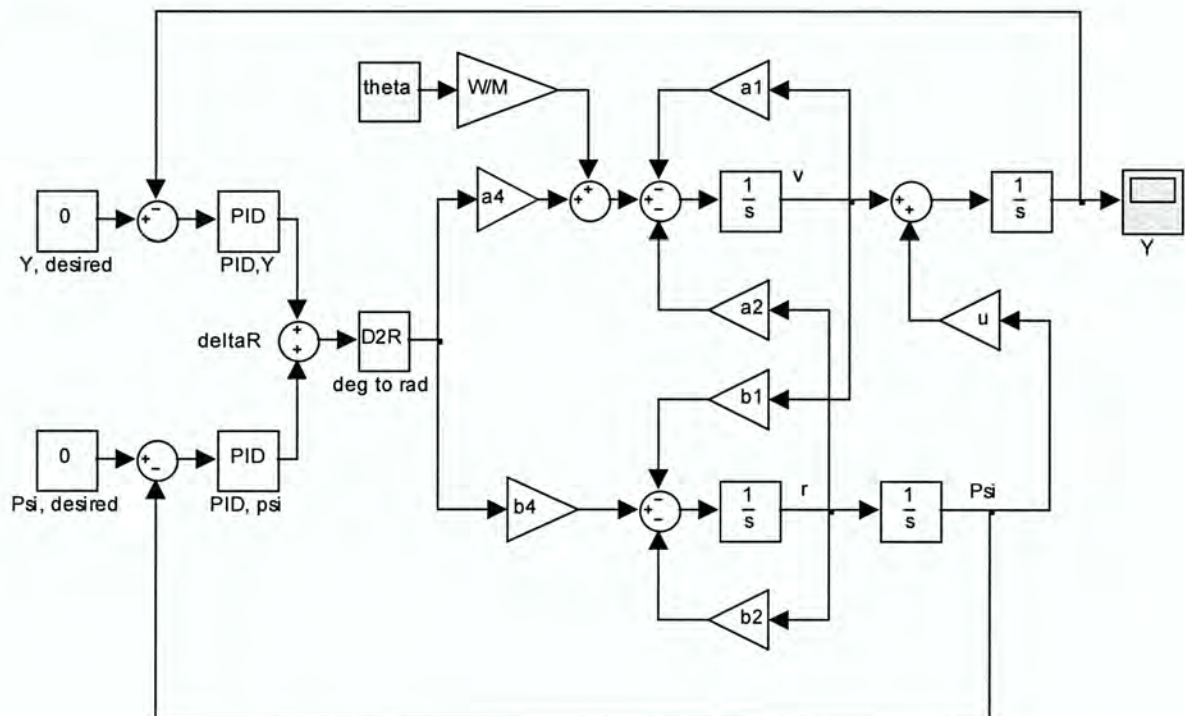 theta
W/M
a1
a4
+
+
-
-
1
s
v
+
+
1
s
Y
0
Y, desired
+
-
PID
PID,Y
a2
u
deltaR
+
+
D2R
deg to rad
b1
0
Psi, desired
+
-
PID
PID, psi
b4
-
-
1
s
r
1
s
Psi
b2